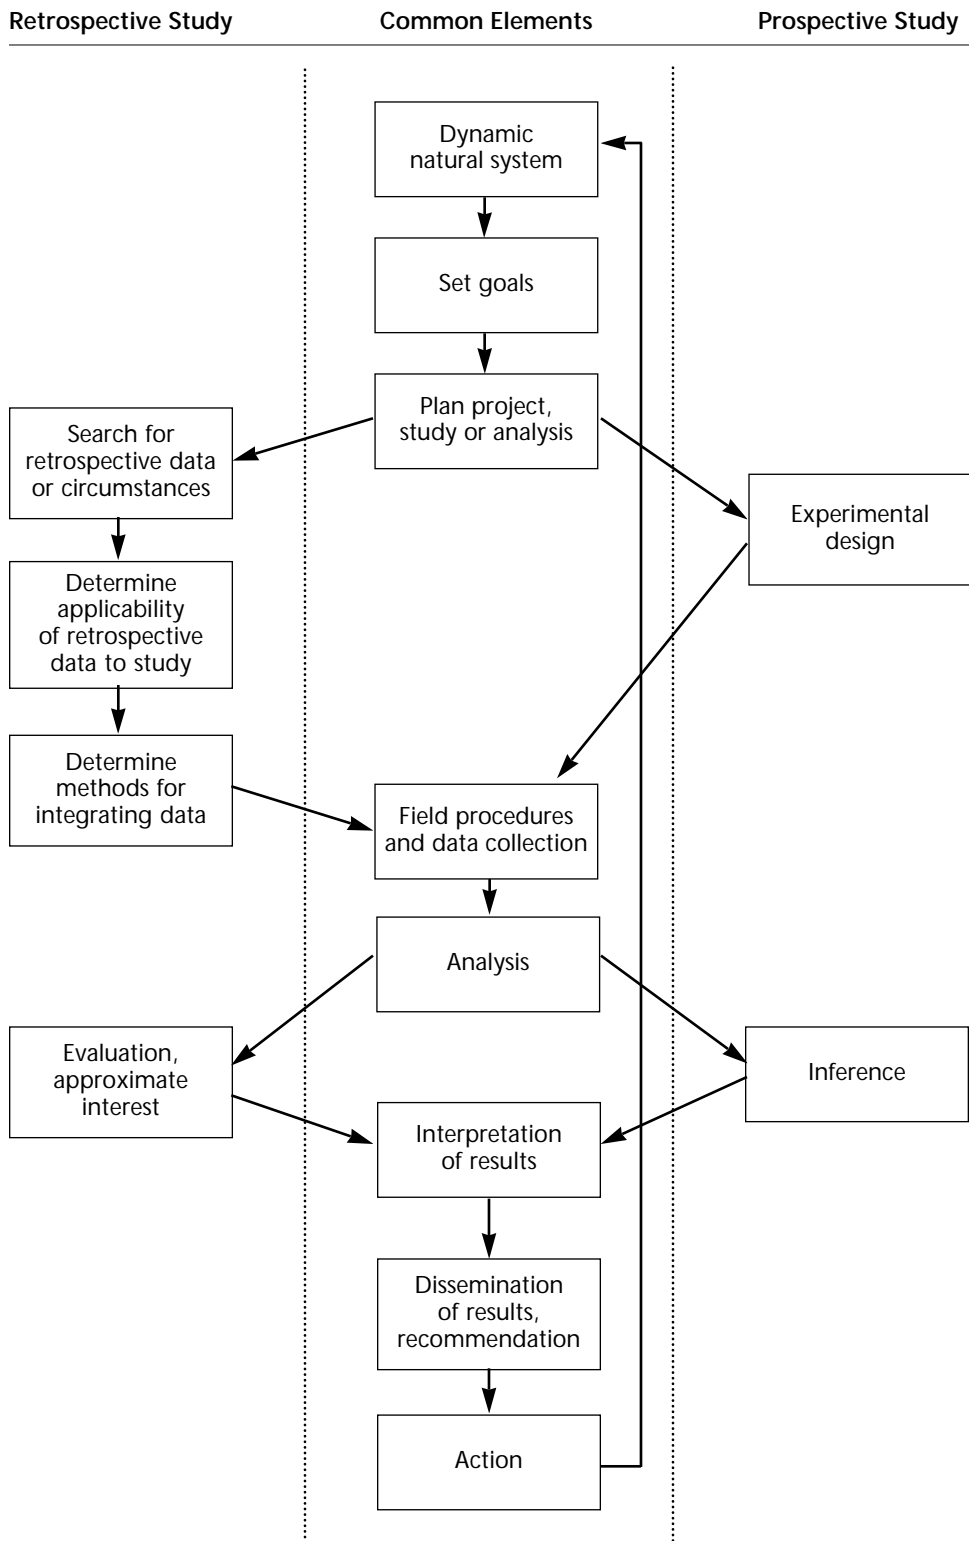 Retrospective Study
Common Elements
Prospective Study
Dynamic
natural system
Set goals
Plan project,
study or analysis
Search for
retrospective data
or circumstances
Experimental
design
Determine
applicability
of retrospective
data to study
Determine
methods for
integrating data
Field procedures
and data collection
Analysis
Evaluation,
approximate
interest
Inference
Interpretation
of results
Dissemination
of results,
recommendation
Action